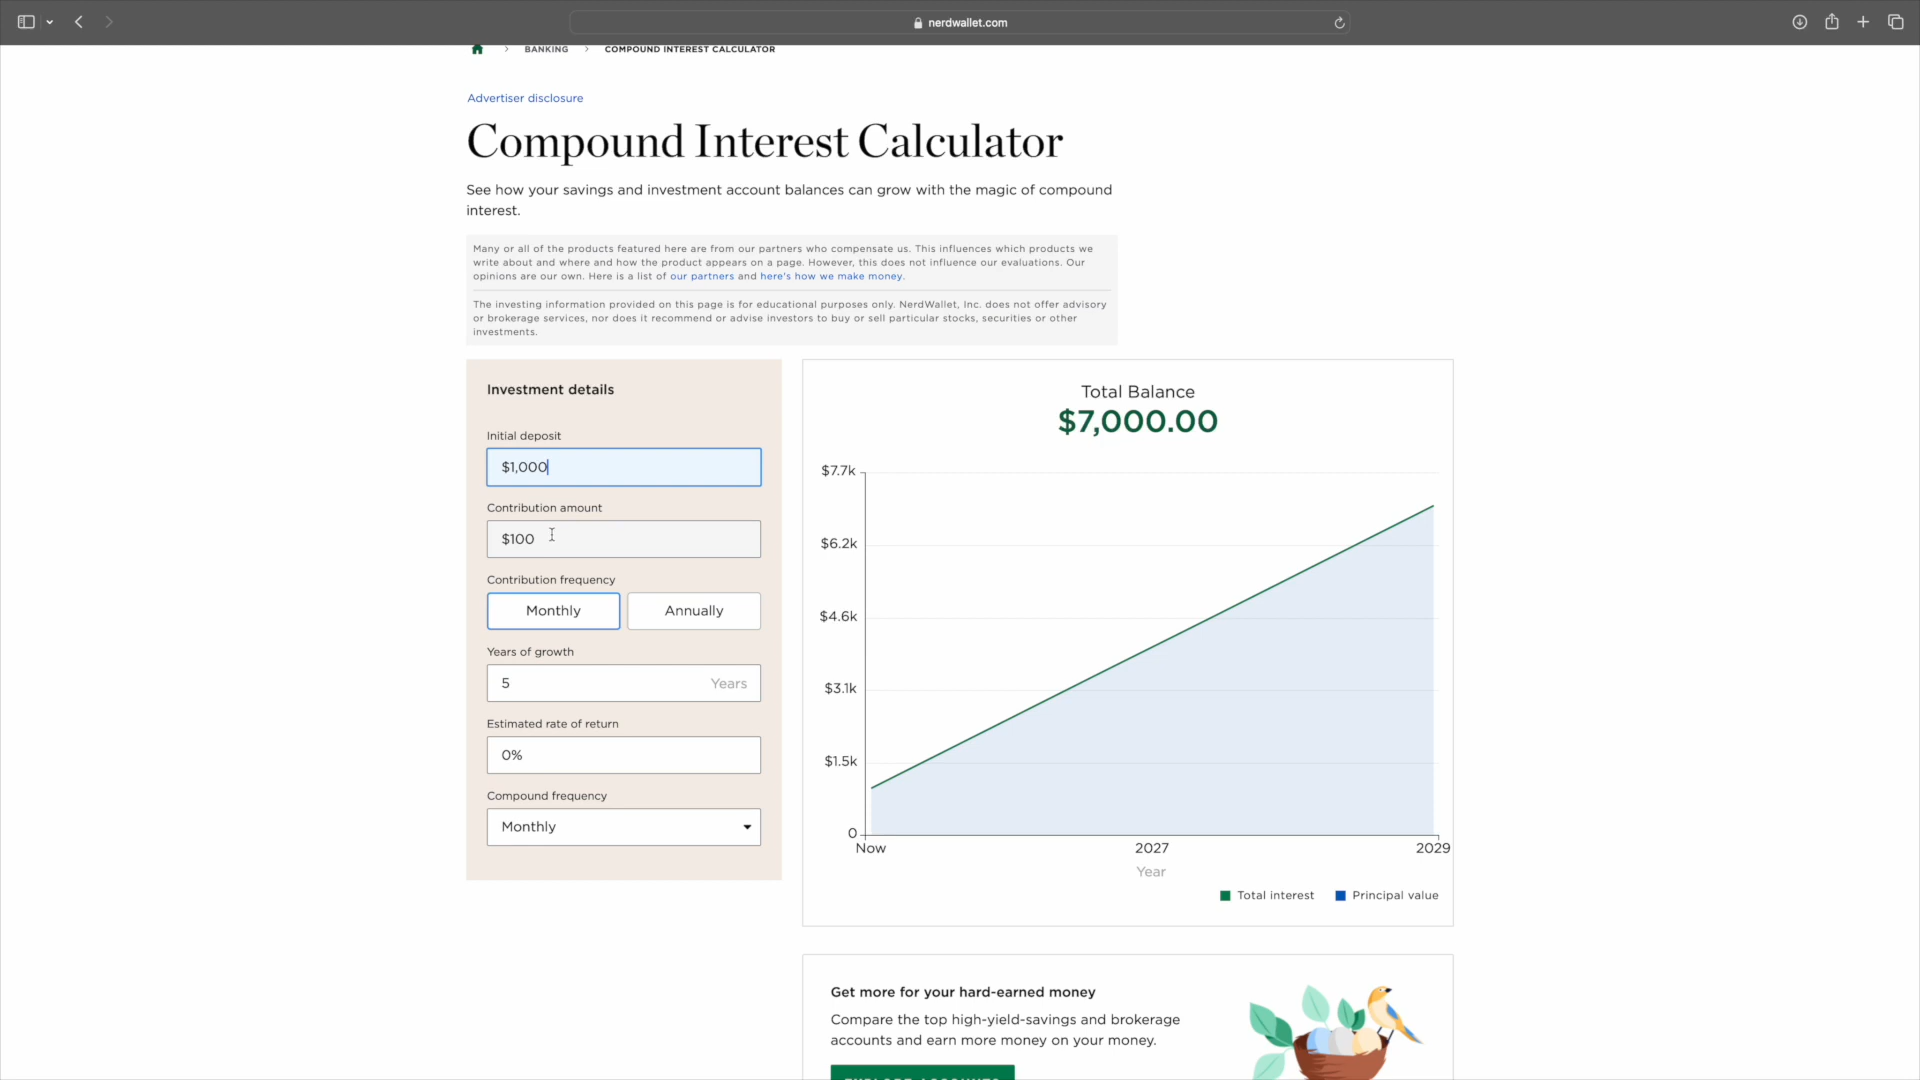 nerdwallet.com
BANKING > COMPOUND INTEREST CALCULATOR
Advertiser disclosure
Compound Interest Calculator
See how your savings and investment account balances can grow with the magic of compound
interest.
Many or all of the products featured here are from our partners who compensate us. This influences which products we
write about and where and how the product appears on a page. However, this does not influence our evaluations. Our
opinions are our own. Here is a list of our partners and here's how we make money.
The investing information provided on this page is for educational purposes only. NerdWallet, Inc. does not offer advisory
or brokerage services, nor does it recommend or advise investors to buy or sell particular stocks, securities or other
investments.
Investment details
Initial deposit
$1,000
Contribution amount
$100
Contribution frequency
Monthly
Annually
Years of growth
5 Years
Estimated rate of return
0%
Compound frequency
Monthly
Total Balance
$7,000.00
$7.7k
$6.2k
$4.6k
$3.1k
$1.5k
0
Now 2027 2029
Year
Total interest Principal value
Get more for your hard-earned money
Compare the top high-yield-savings and brokerage
accounts and earn more money on your money.